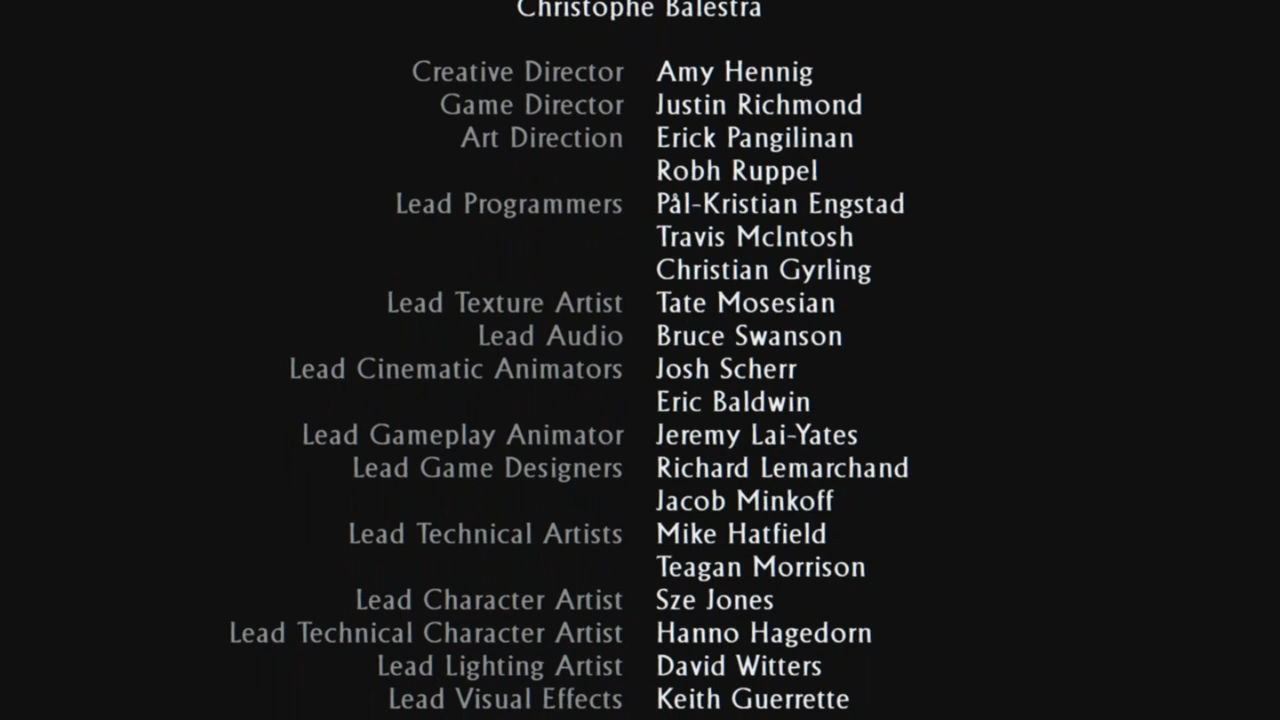 Christophe Balestra
Creative Director Amy Hennig
Game Director Justin Richmond
Art Direction Erick Pangilinan
Robh Ruppel
Lead Programmers Pål-Kristian Engstad
Travis McIntosh
Christian Gyrling
Lead Texture Artist Tate Mosesian
Lead Audio Bruce Swanson
Lead Cinematic Animators Josh Scherr
Eric Baldwin
Lead Gameplay Animator Jeremy Lai-Yates
Lead Game Designers Richard Lemarchand
Jacob Minkoff
Lead Technical Artists Mike Hatfield
Teagan Morrison
Lead Character Artist Sze Jones
Lead Technical Character Artist Hanno Hagedorn
Lead Lighting Artist David Witters
Lead Visual Effects Keith Guerrette